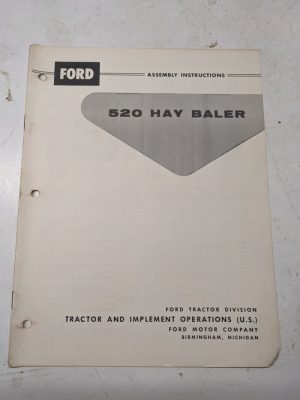 FORD
ASSEMBLY INSTRUCTIONS
520 HAY BALER
FORD TRACTOR DIVISION
TRACTOR AND IMPLEMENT OPERATIONS (U.S.)
FORD MOTOR COMPANY
BIRMINGHAM, MICHIGAN